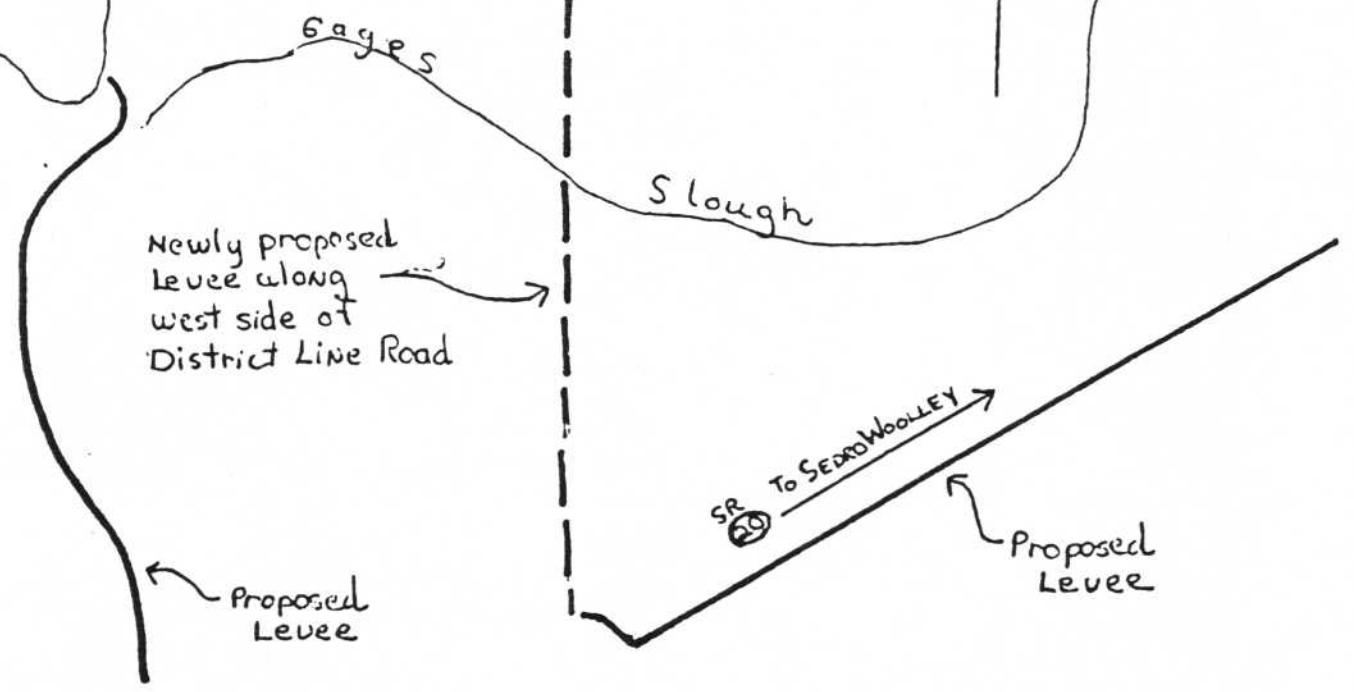 Gages
Slough
Newly proposed
Levee along
west side of
District Line Road
SR
20
To SEDRO WOOLLEY
Proposed
Levee
Proposed
Levee